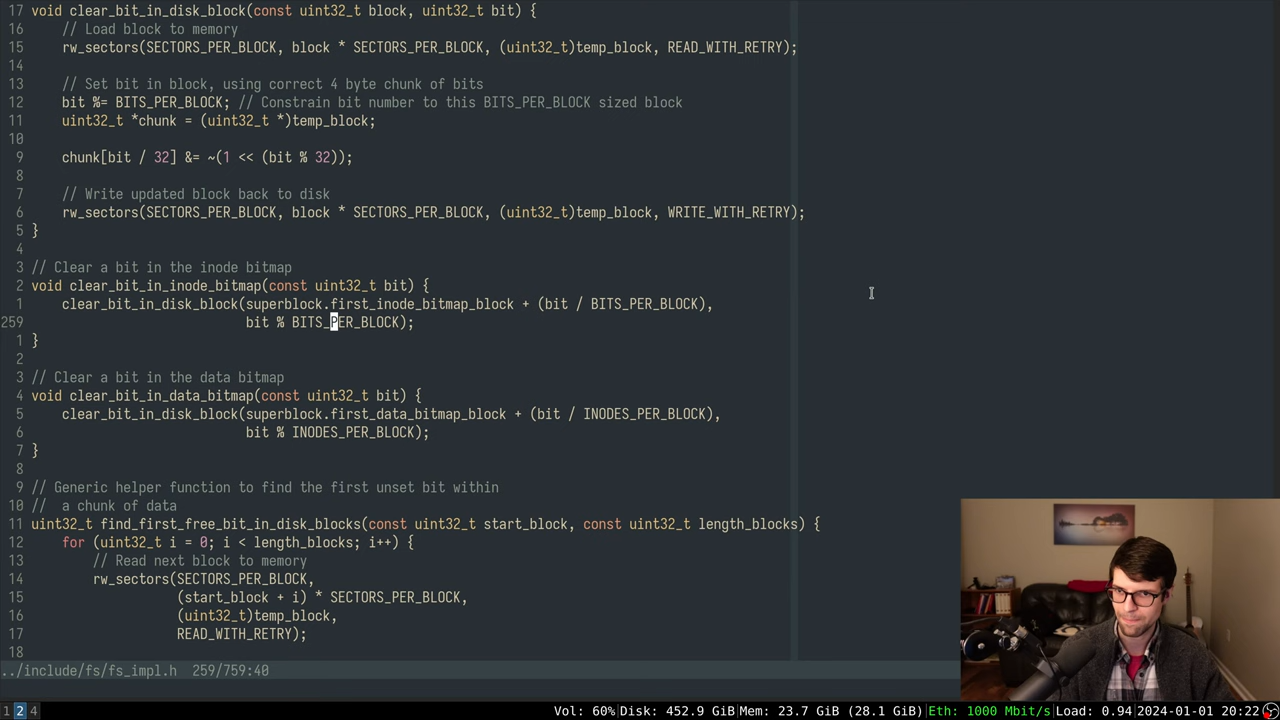 17 void clear_bit_in_disk_block(const uint32_t block, uint32_t bit) {
16 // Load block to memory
15 rw_sectors(SECTORS_PER_BLOCK, block * SECTORS_PER_BLOCK, (uint32_t)temp_block, READ_WITH_RETRY);
14
13 // Set bit in block, using correct 4 byte chunk of bits
12 bit %= BITS_PER_BLOCK; // Constrain bit number to this BITS_PER_BLOCK sized block
11 uint32_t *chunk = (uint32_t *)temp_block;
10
9 chunk[bit / 32] &= ~(1 << (bit % 32));
8
7 // Write updated block back to disk
6 rw_sectors(SECTORS_PER_BLOCK, block * SECTORS_PER_BLOCK, (uint32_t)temp_block, WRITE_WITH_RETRY);
5 }
4
3 // Clear a bit in the inode bitmap
2 void clear_bit_in_inode_bitmap(const uint32_t bit) {
1 clear_bit_in_disk_block(superblock.first_inode_bitmap_block + (bit / BITS_PER_BLOCK),
259 bit % BITS_PER_BLOCK);
1 }
2
3 // Clear a bit in the data bitmap
4 void clear_bit_in_data_bitmap(const uint32_t bit) {
5 clear_bit_in_disk_block(superblock.first_data_bitmap_block + (bit / INODES_PER_BLOCK),
6 bit % INODES_PER_BLOCK);
7 }
8
9 // Generic helper function to find the first unset bit within
10 // a chunk of data
11 uint32_t find_first_free_bit_in_disk_blocks(const uint32_t start_block, const uint32_t length_blocks) {
12 for (uint32_t i = 0; i < length_blocks; i++) {
13 // Read next block to memory
14 rw_sectors(SECTORS_PER_BLOCK,
15 (start_block + i) * SECTORS_PER_BLOCK,
16 (uint32_t)temp_block,
17 READ_WITH_RETRY);
18
../include/fs/fs_impl.h 259/759:40
1 2 4 Vol: 60% Disk: 452.9 GiB Mem: 23.7 GiB (28.1 GiB) Eth: 1000 Mbit/s Load: 0.94 2024-01-01 20:22